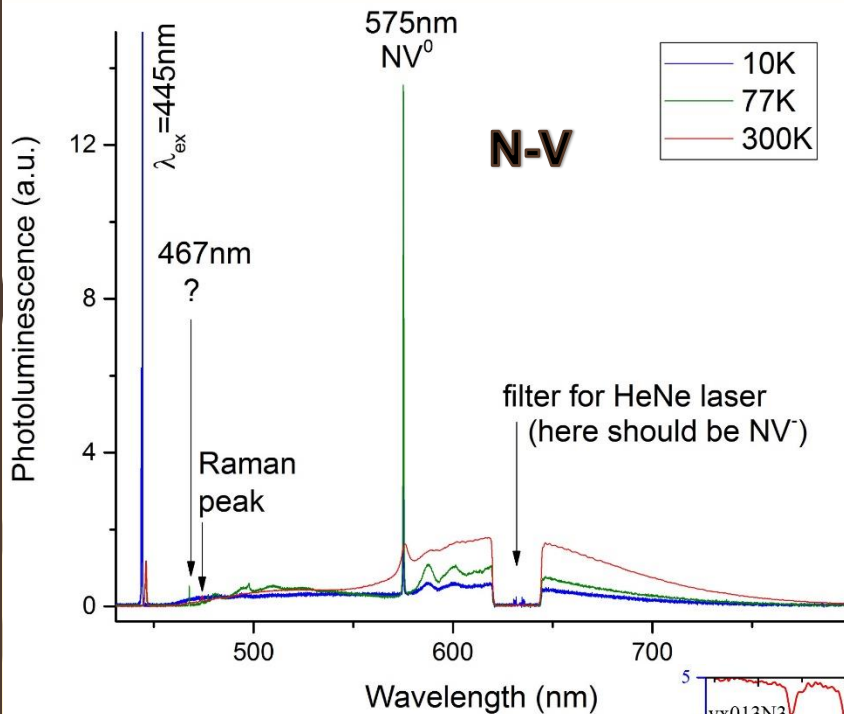 575nm
NV⁰
λex=445nm
N-V
10K
77K
300K
467nm
?
Raman
peak
filter for HeNe laser
(here should be NV⁻)
Photoluminescence (a.u.)
12
8
4
0
500
600
700
Wavelength (nm)
5
vx013N3